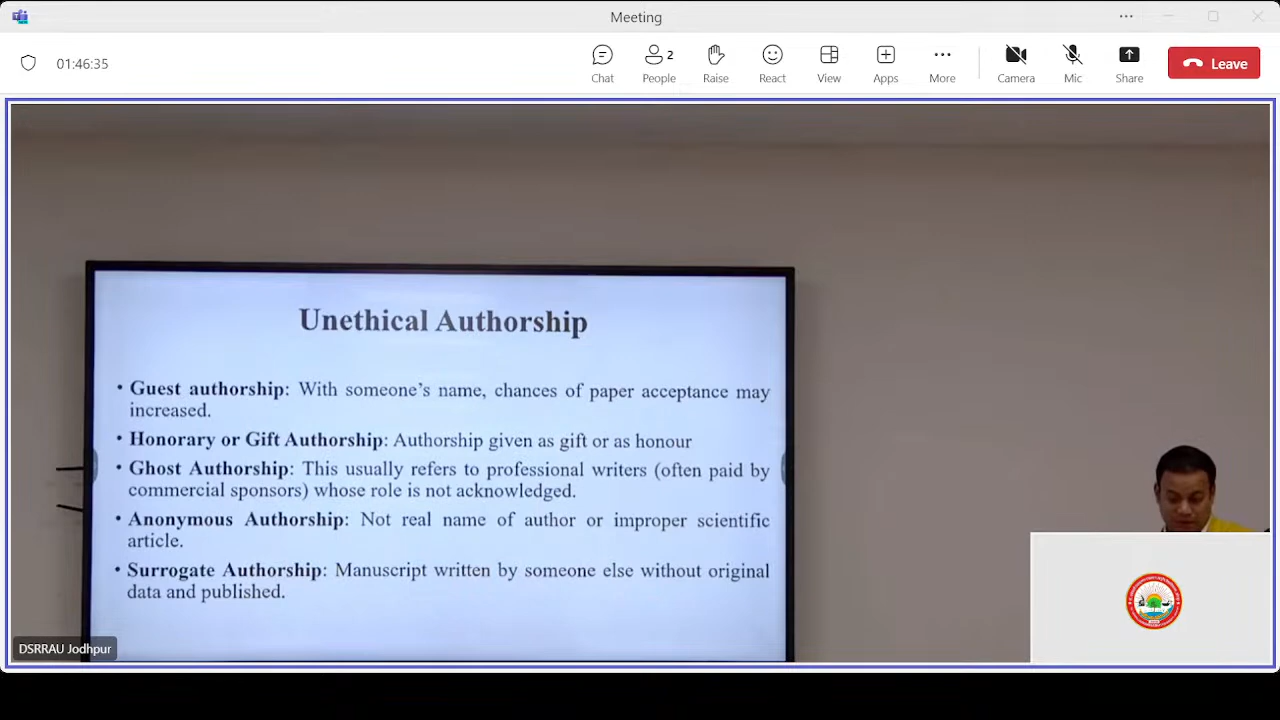 Meeting
01:46:35
Chat
People
2
Raise
React
View
Apps
More
Camera
Mic
Share
Leave
Unethical Authorship
• Guest authorship: With someone's name, chances of paper acceptance may
increased.
• Honorary or Gift Authorship: Authorship given as gift or as honour
• Ghost Authorship: This usually refers to professional writers (often paid by
commercial sponsors) whose role is not acknowledged.
• Anonymous Authorship: Not real name of author or improper scientific
article.
• Surrogate Authorship: Manuscript written by someone else without original
data and published.
DSRRAU Jodhpur